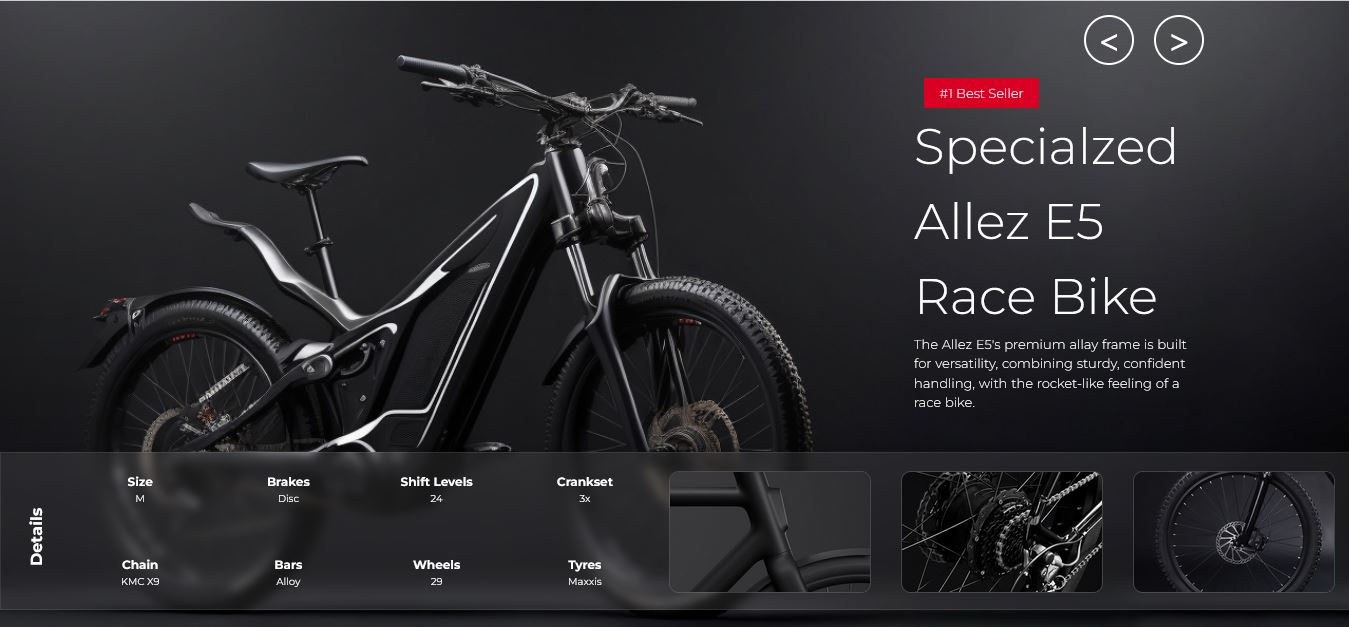 < >
#1 Best Seller
Specialzed
Allez E5
Race Bike
The Allez E5's premium allay frame is built
for versatility, combining sturdy, confident
handling, with the rocket-like feeling of a
race bike.
Details
Size Brakes Shift Levels Crankset
M Disc 24 3x
Chain Bars Wheels Tyres
KMC X9 Alloy 29 Maxxis